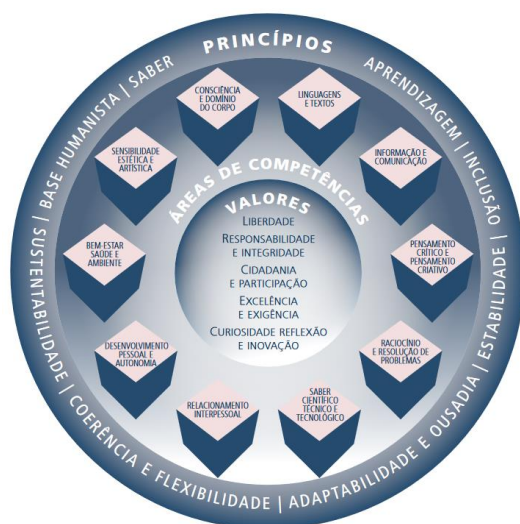 PRINCÍPIOS
BASE HUMANISTA | SABER
APRENDIZAGEM | INCLUSÃO |
ESTABILIDADE |
ADAPTABILIDADE E OUSADIA
COERÊNCIA E FLEXIBILIDADE |
| SUSTENTABILIDADE |
ÁREAS DE COMPETÊNCIAS
CONSCIÊNCIA
E DOMÍNIO
DO CORPO
LINGUAGENS
E TEXTOS
INFORMAÇÃO E
COMUNICAÇÃO
PENSAMENTO
CRÍTICO E
PENSAMENTO
CRIATIVO
RACIOCÍNIO
E RESOLUÇÃO DE
PROBLEMAS
SABER
CIENTÍFICO
TÉCNICO E
TECNOLÓGICO
RELACIONAMENTO
INTERPESSOAL
DESENVOLVIMENTO
PESSOAL E
AUTONOMIA
BEM-ESTAR
SAÚDE E
AMBIENTE
SENSIBILIDADE
ESTÉTICA E
ARTÍSTICA
VALORES
LIBERDADE
RESPONSABILIDADE
E INTEGRIDADE
CIDADANIA
E PARTICIPAÇÃO
EXCELÊNCIA
E EXIGÊNCIA
CURIOSIDADE REFLEXÃO
E INOVAÇÃO